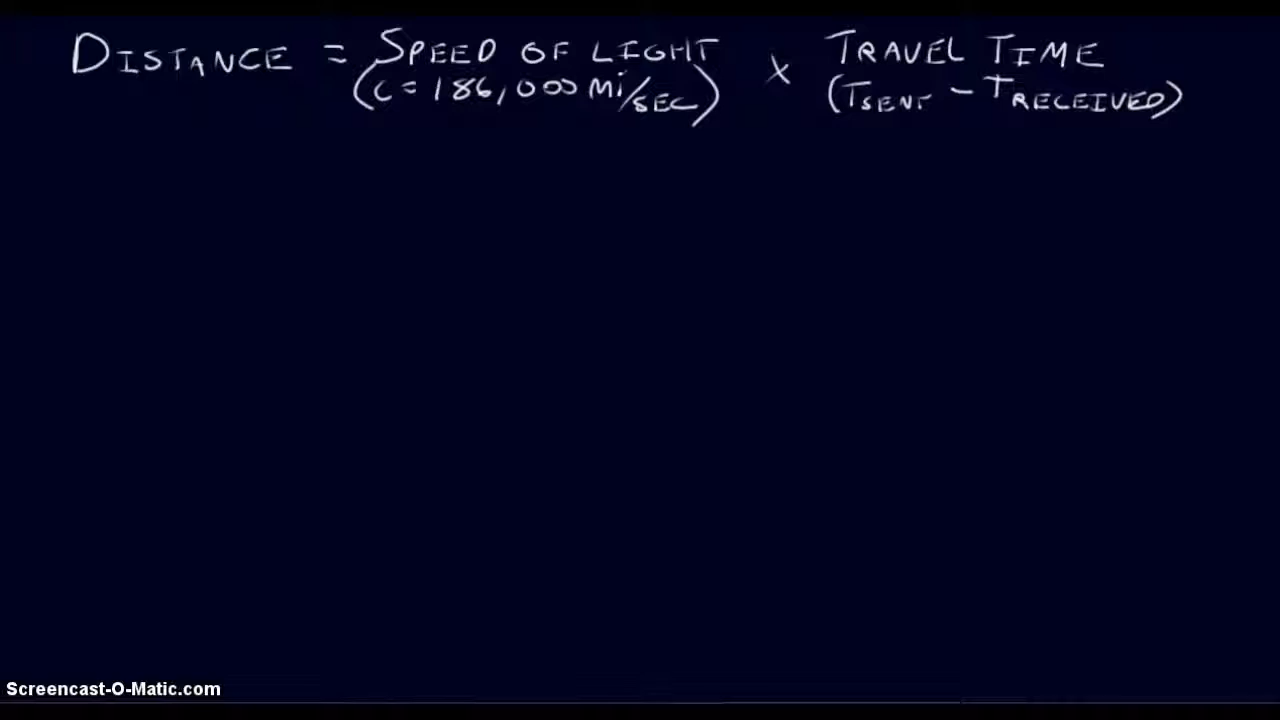 DISTANCE = SPEED OF LIGHT x TRAVEL TIME
(C = 186,000 Mi/SEC) (TSENT - TRECEIVED)
Screencast-O-Matic.com